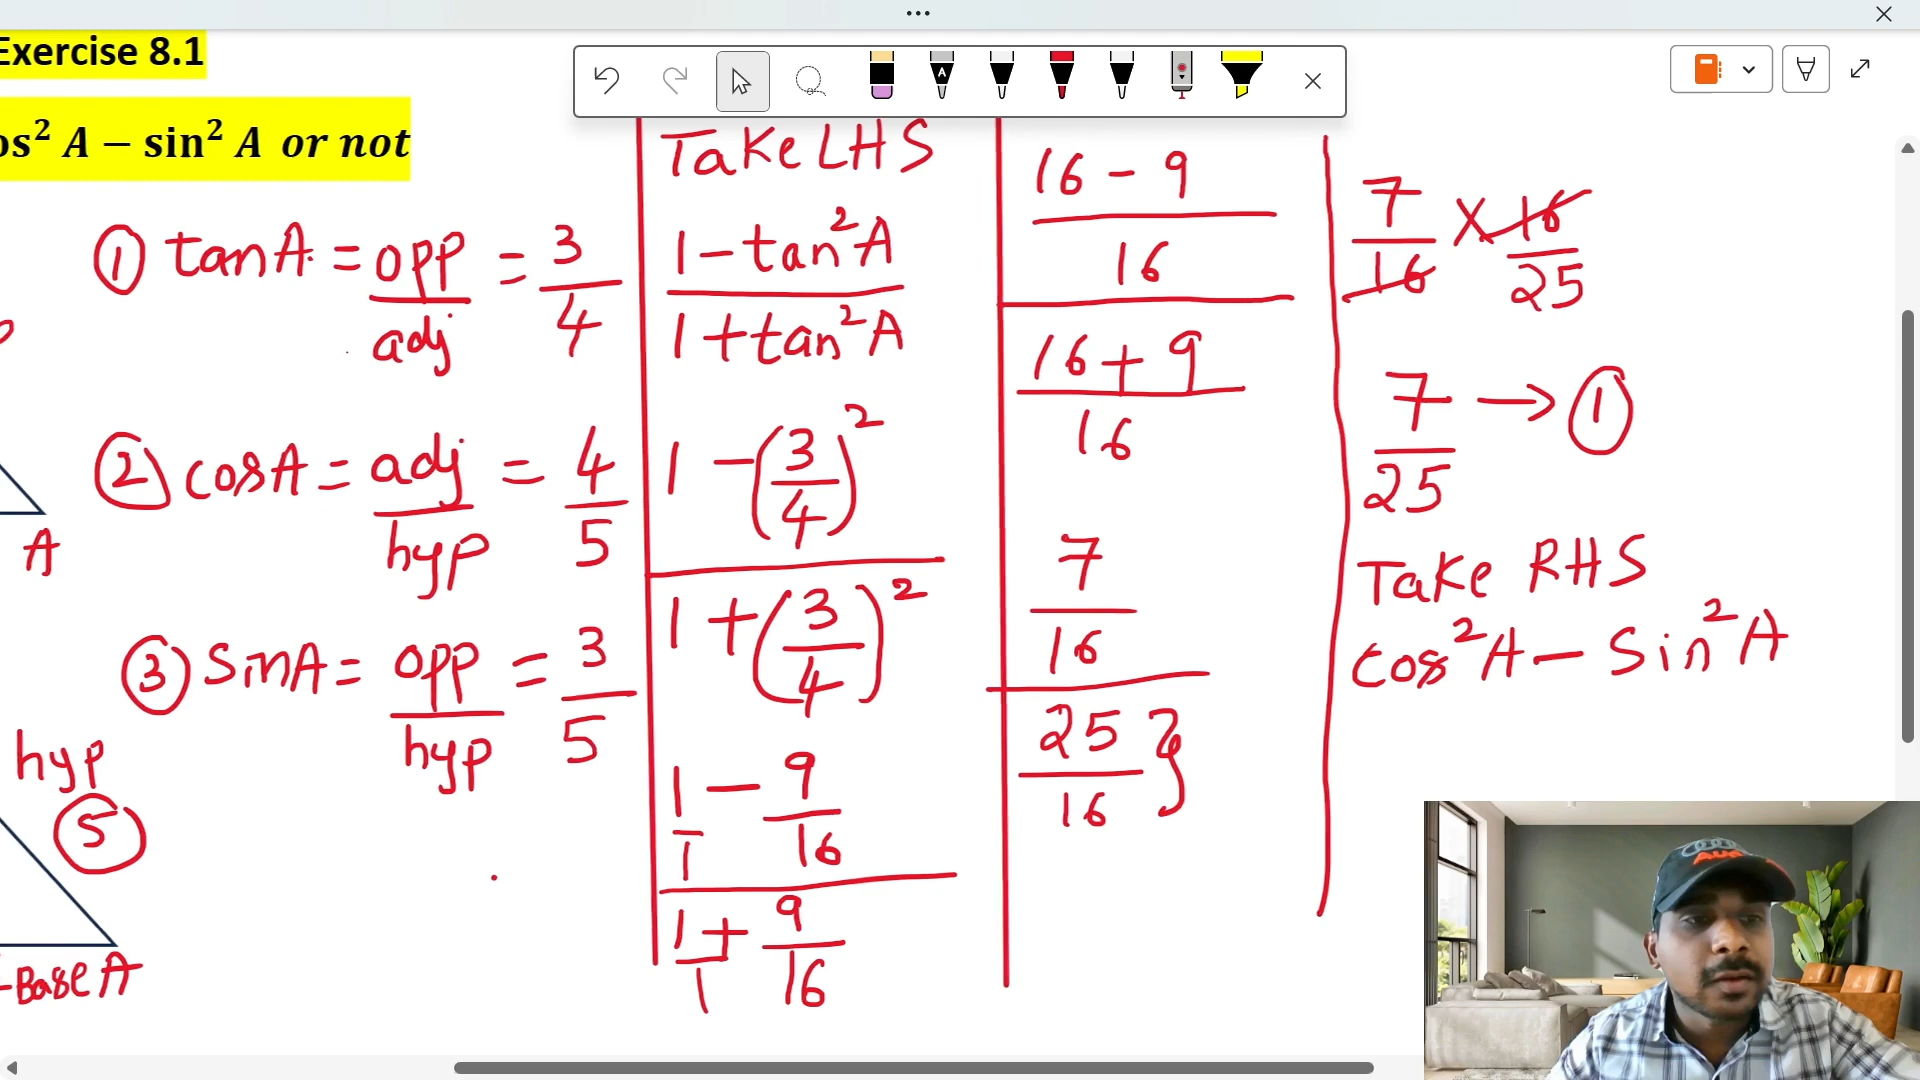 Exercise 8.1
os² A − sin² A or not
① tanA = opp/adj = 3/4
② cosA = adj/hyp = 4/5
A
③ SinA = opp/hyp = 3/5
hyp
5
Base A
Take LHS
1 − tan²A / 1 + tan²A
1 − (3/4)² / 1 + (3/4)²
1/1 − 9/16 / 1/1 + 9/16
16 − 9 / 16
16 + 9 / 16
7/16
25/16 }
7/16 × 16/25
7/25 → ①
Take RHS
cos²A − Sin²A